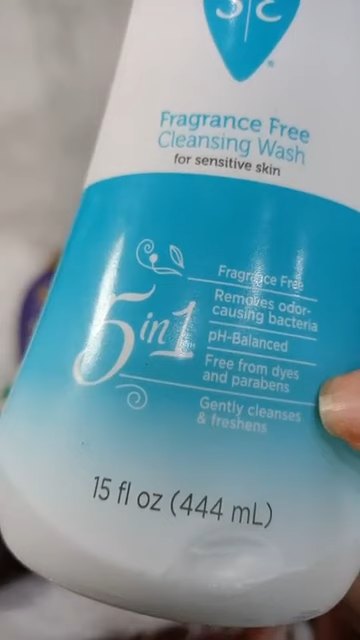 S|E
Fragrance Free
Cleansing Wash
for sensitive skin
5 in 1
Fragrance Free
Removes odor-
causing bacteria
pH-Balanced
Free from dyes
and parabens
Gently cleanses
& freshens
15 fl oz (444 mL)